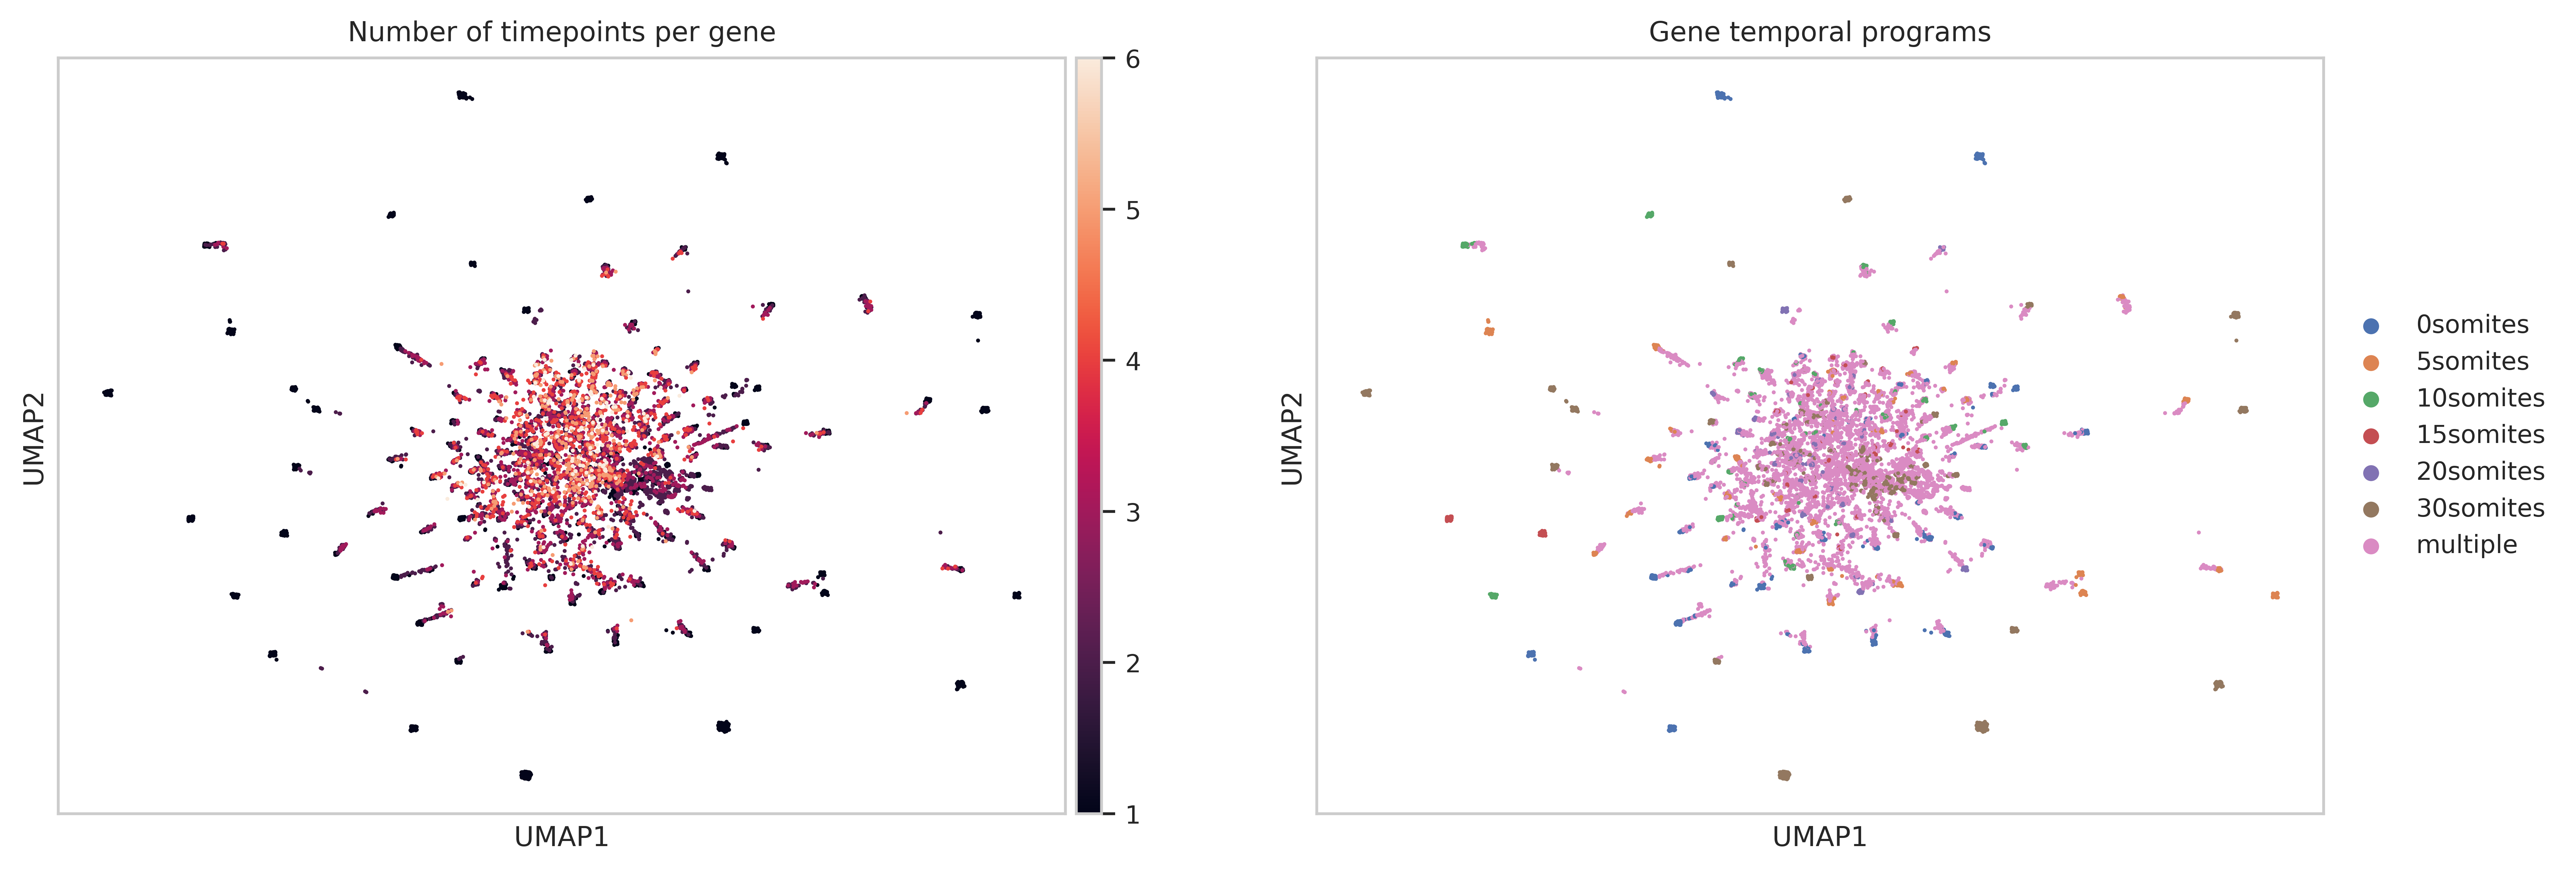 Number of timepoints per gene
UMAP2
UMAP1
6
5
4
3
2
1
Gene temporal programs
UMAP2
UMAP1
0somites
5somites
10somites
15somites
20somites
30somites
multiple